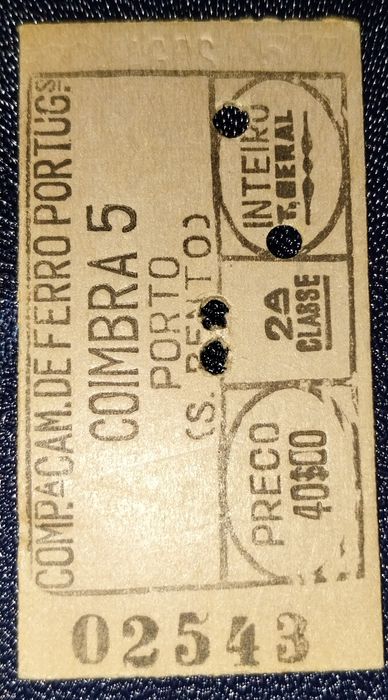 COMP.ᴬ CAM. DE FERRO PORTUG.ˢ
COIMBRA 5
PORTO
(S. BENTO)
INTEIRO
T. GERAL
2ª
CLASSE
PREÇO
40$00
02543